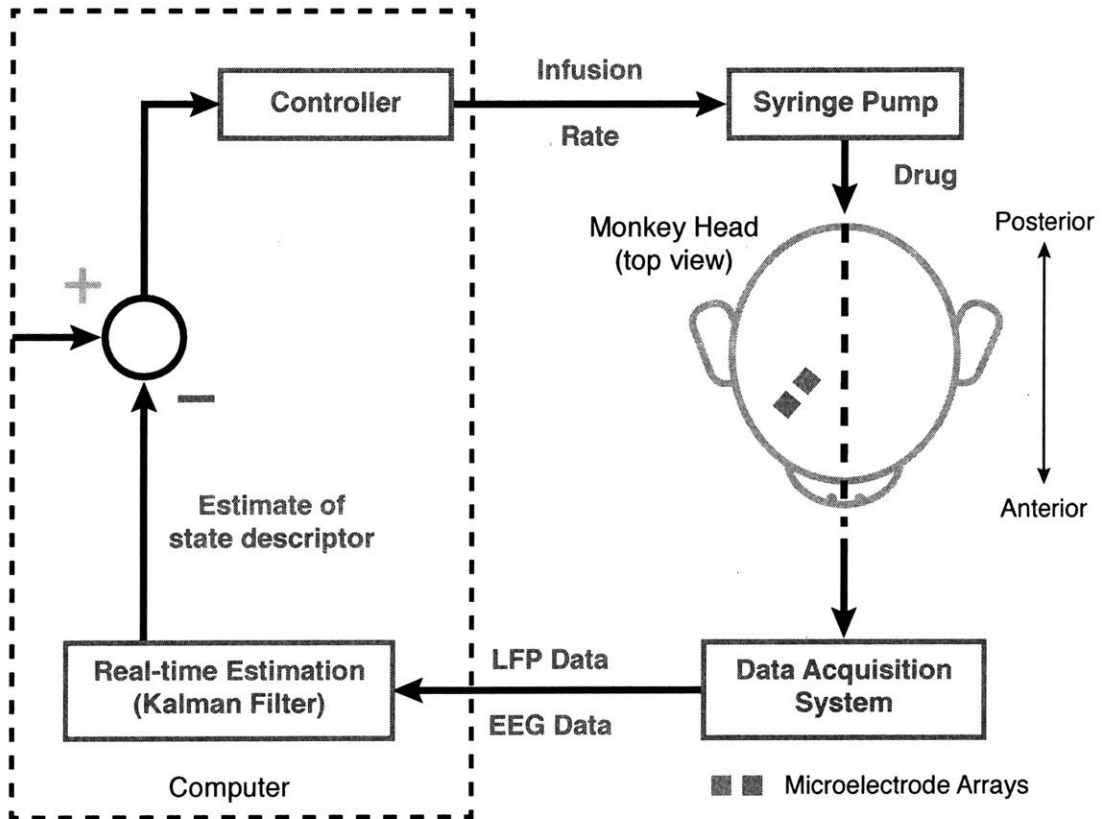 Controller
Infusion
Rate
Syringe Pump
Drug
Monkey Head
(top view)
Posterior
Anterior
+
−
Estimate of
state descriptor
Real-time Estimation
(Kalman Filter)
LFP Data
EEG Data
Data Acquisition
System
Computer
Microelectrode Arrays